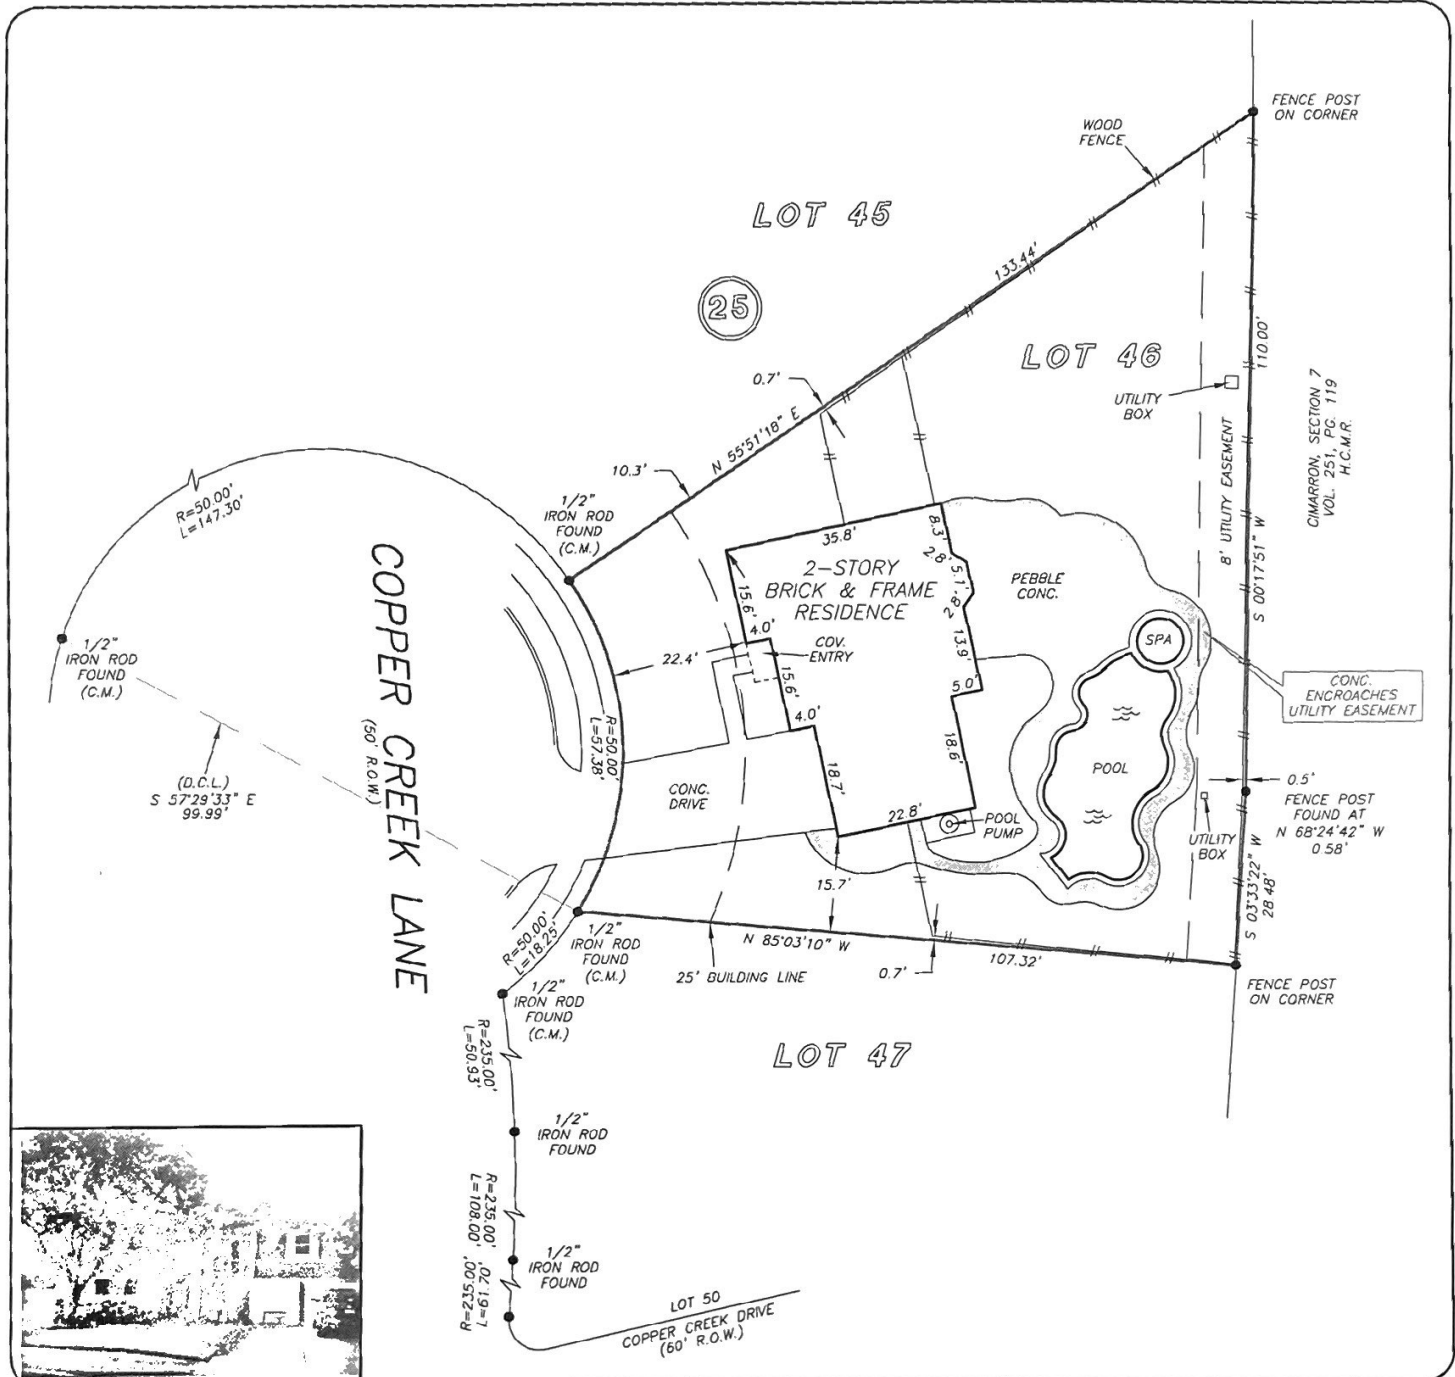 FENCE POST
ON CORNER
WOOD
FENCE
LOT 45
133.44'
25
LOT 46
110.00'
0.7'
UTILITY
BOX
N 55°51'18" E
8' UTILITY EASEMENT
CIMARRON, SECTION 7
VOL. 251, PG. 119
H.C.M.R.
10.3'
R=50.00'
L=147.30'
1/2"
IRON ROD
FOUND
(C.M.)
35.8'
8.3'
2.8'
5.1'
2.8'
13.9'
S 00°17'51" W
2-STORY
BRICK & FRAME
RESIDENCE
PEBBLE
CONC.
15.6'
4.0'
COV.
ENTRY
SPA
1/2"
IRON ROD
FOUND
(C.M.)
22.4'
15.6'
5.0'
CONC.
ENCROACHES
UTILITY EASEMENT
COPPER CREEK LANE
(50' R.O.W.)
R=50.00'
L=57.38'
4.0'
18.6'
(D.C.L.)
S 57°29'33" E
99.99'
CONC.
DRIVE
18.7'
POOL
0.5'
FENCE POST
FOUND AT
N 68°24'42" W
0 58'
22.8'
POOL
PUMP
UTILITY
BOX
S 03°33'22" W
28 48'
15.7'
R=50.00'
L=18.25'
1/2"
IRON ROD
FOUND
(C.M.)
N 85°03'10" W
107.32'
25' BUILDING LINE
0.7'
FENCE POST
ON CORNER
1/2"
IRON ROD
FOUND
(C.M.)
R=235.00'
L=50.93'
LOT 47
1/2"
IRON ROD
FOUND
R=235.00'
L=108.00'
1/2"
IRON ROD
FOUND
L=61.70'
R=235.00'
LOT 50
COPPER CREEK DRIVE
(60' R.O.W.)